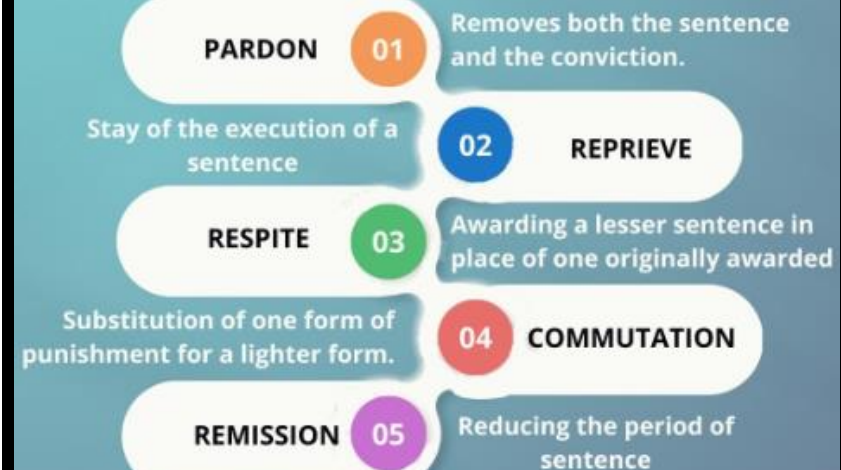 PARDON
01
Removes both the sentence
and the conviction.
Stay of the execution of a
sentence
02
REPRIEVE
RESPITE
03
Awarding a lesser sentence in
place of one originally awarded
Substitution of one form of
punishment for a lighter form.
04
COMMUTATION
REMISSION
05
Reducing the period of
sentence